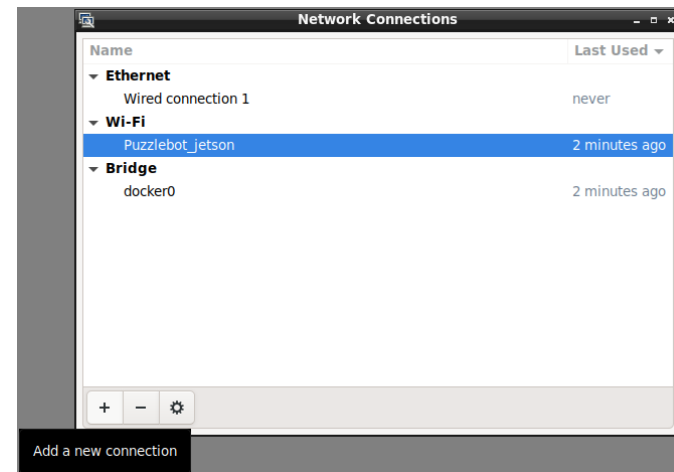 Network Connections
Name Last Used
Ethernet
Wired connection 1 never
Wi-Fi
Puzzlebot_jetson 2 minutes ago
Bridge
docker0 2 minutes ago
Add a new connection